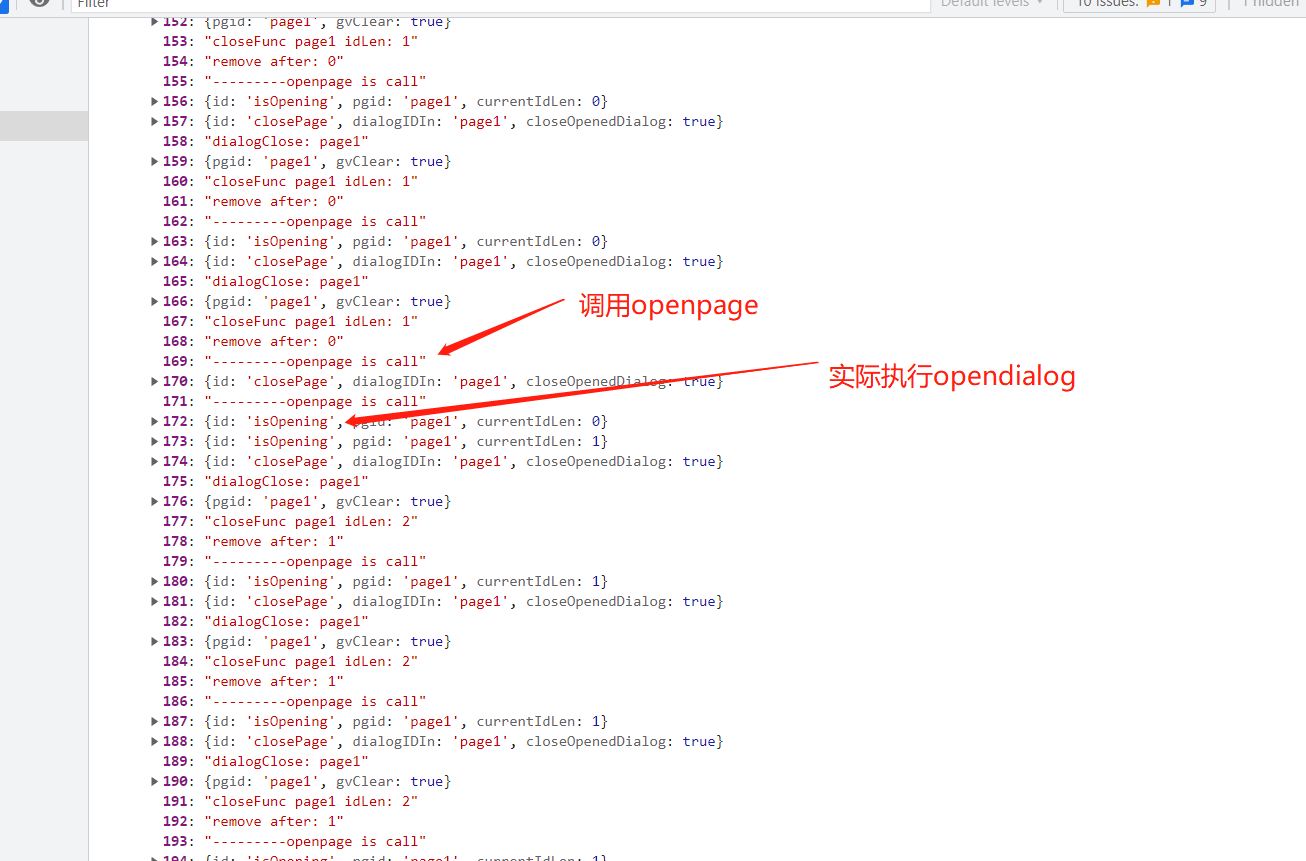 Filter
Default levels
10 Issues:
1
9
1 hidden
152: {pgid: 'page1', gvClear: true}
153: "closeFunc page1 idLen: 1"
154: "remove after: 0"
155: "---------openpage is call"
156: {id: 'isOpening', pgid: 'page1', currentIdLen: 0}
157: {id: 'closePage', dialogIDIn: 'page1', closeOpenedDialog: true}
158: "dialogClose: page1"
159: {pgid: 'page1', gvClear: true}
160: "closeFunc page1 idLen: 1"
161: "remove after: 0"
162: "---------openpage is call"
163: {id: 'isOpening', pgid: 'page1', currentIdLen: 0}
164: {id: 'closePage', dialogIDIn: 'page1', closeOpenedDialog: true}
165: "dialogClose: page1"
166: {pgid: 'page1', gvClear: true}
调用openpage
167: "closeFunc page1 idLen: 1"
168: "remove after: 0"
169: "---------openpage is call"
实际执行opendialog
170: {id: 'closePage', dialogIDIn: 'page1', closeOpenedDialog: true}
171: "---------openpage is call"
172: {id: 'isOpening', pgid: 'page1', currentIdLen: 0}
173: {id: 'isOpening', pgid: 'page1', currentIdLen: 1}
174: {id: 'closePage', dialogIDIn: 'page1', closeOpenedDialog: true}
175: "dialogClose: page1"
176: {pgid: 'page1', gvClear: true}
177: "closeFunc page1 idLen: 2"
178: "remove after: 1"
179: "---------openpage is call"
180: {id: 'isOpening', pgid: 'page1', currentIdLen: 1}
181: {id: 'closePage', dialogIDIn: 'page1', closeOpenedDialog: true}
182: "dialogClose: page1"
183: {pgid: 'page1', gvClear: true}
184: "closeFunc page1 idLen: 2"
185: "remove after: 1"
186: "---------openpage is call"
187: {id: 'isOpening', pgid: 'page1', currentIdLen: 1}
188: {id: 'closePage', dialogIDIn: 'page1', closeOpenedDialog: true}
189: "dialogClose: page1"
190: {pgid: 'page1', gvClear: true}
191: "closeFunc page1 idLen: 2"
192: "remove after: 1"
193: "---------openpage is call"
194: {id: 'isOpening', pgid: 'page1', currentIdLen: 1}